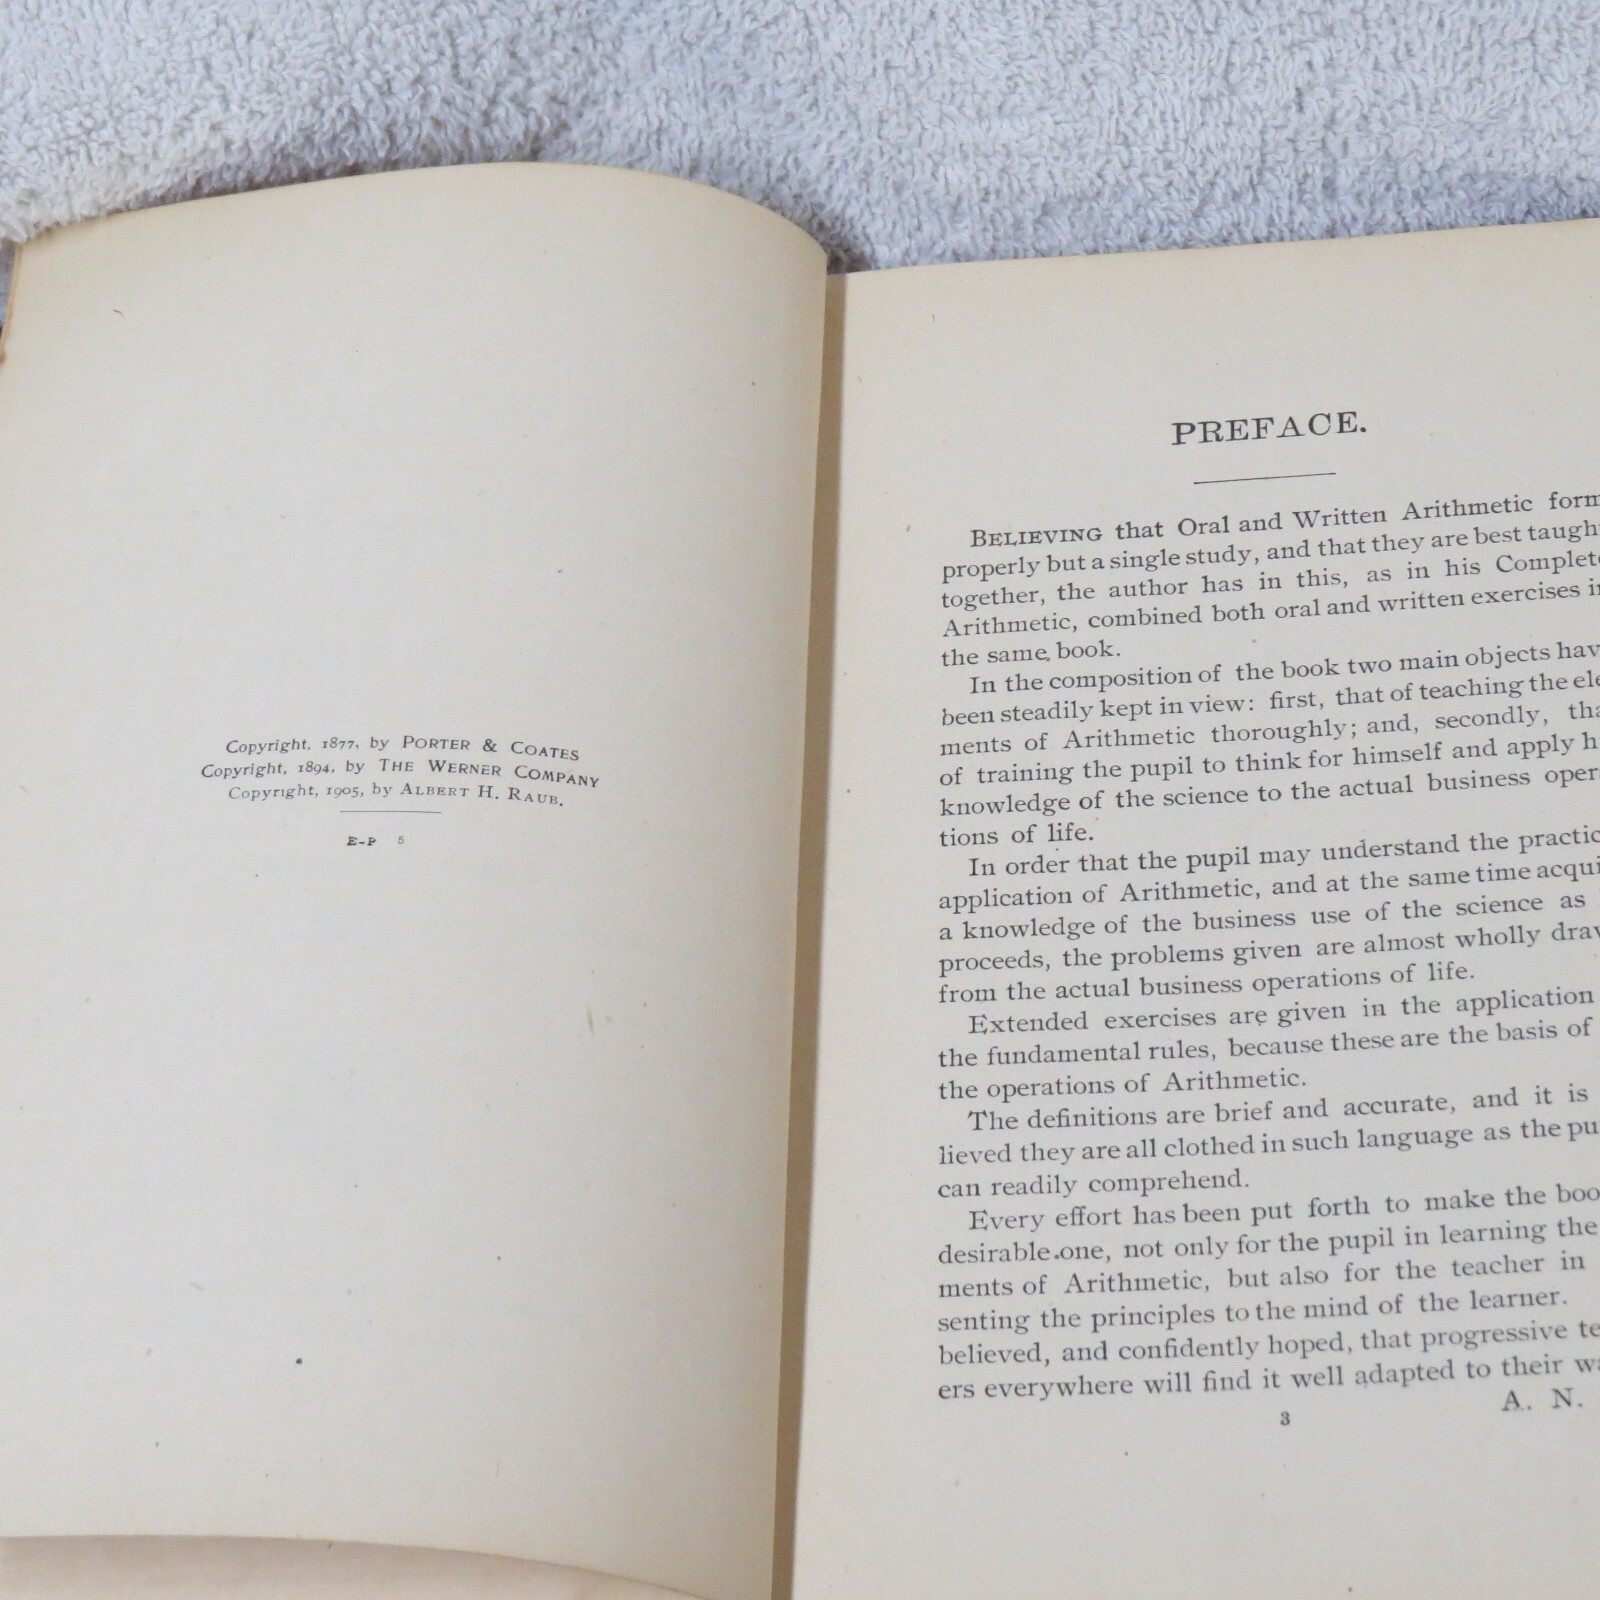 Copyright, 1877, by PORTER & COATES
Copyright, 1894, by THE WERNER COMPANY
Copyright, 1905, by ALBERT H. RAUB.
E-P 5
PREFACE.
BELIEVING that Oral and Written Arithmetic form
properly but a single study, and that they are best taugh
together, the author has in this, as in his Complet
Arithmetic, combined both oral and written exercises i
the same book.
In the composition of the book two main objects hav
been steadily kept in view: first, that of teaching the ele
ments of Arithmetic thoroughly; and, secondly, tha
of training the pupil to think for himself and apply h
knowledge of the science to the actual business oper
tions of life.
In order that the pupil may understand the practic
application of Arithmetic, and at the same time acqui
a knowledge of the business use of the science as
proceeds, the problems given are almost wholly dra
from the actual business operations of life.
Extended exercises are given in the application
the fundamental rules, because these are the basis of
the operations of Arithmetic.
The definitions are brief and accurate, and it is
lieved they are all clothed in such language as the pu
can readily comprehend.
Every effort has been put forth to make the boo
desirable one, not only for the pupil in learning the
ments of Arithmetic, but also for the teacher in
senting the principles to the mind of the learner.
believed, and confidently hoped, that progressive te
ers everywhere will find it well adapted to their wa
A. N.
3